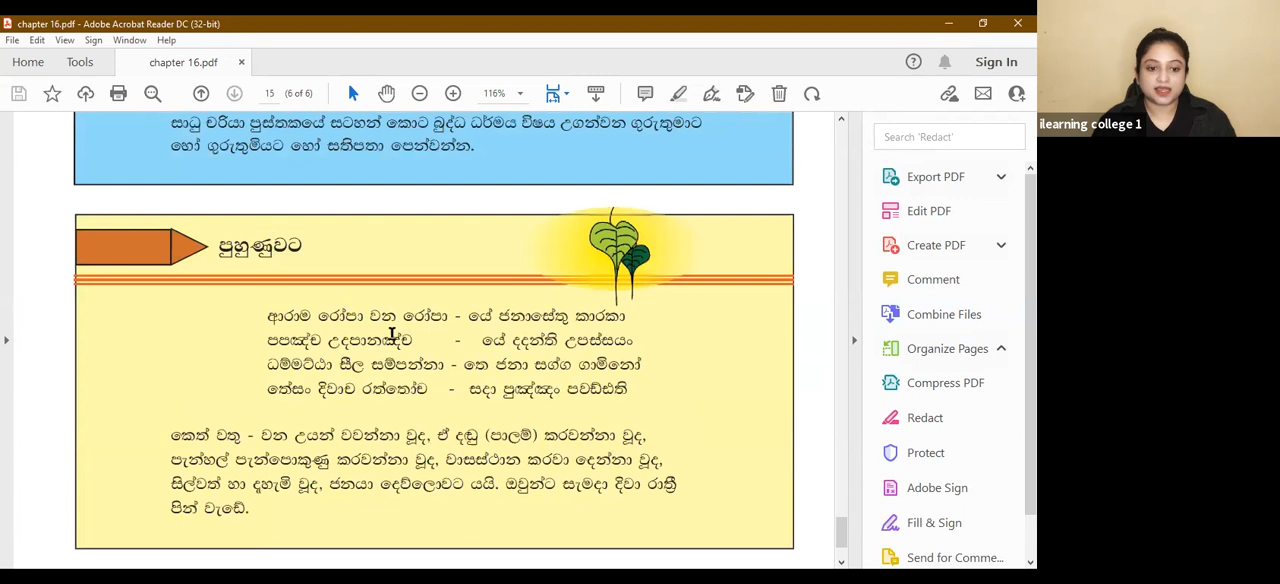 chapter 16.pdf - Adobe Acrobat Reader DC (32-bit)
File Edit View Sign Window Help
Home Tools chapter 16.pdf × Sign In
15 (6 of 6) 116%
ilearning college 1
සාධු චරියා පුස්තකයේ සටහන් කොට බුද්ධ ධර්මය විෂය උගන්වන ගුරුතුමාට
හෝ ගුරුතුමියට හෝ සතිපතා පෙන්වන්න.
පුහුණුවට
ආරාම රෝපා වන රෝපා - යේ ජනාසේතු කාරකා
පපඤ්ච උදපානඤ්ච - යේ දදන්ති උපස්සයං
ධම්මට්ඨා සීල සම්පන්නා - තෙ ජනා සග්ග ගාමිනෝ
තේසං දිවාච රත්තෝච - සදා පුඤ්ඤං පවඩ්ඪති
කෙත් වතු - වන උයන් වවන්නා වූද, ඒ දඬු (පාලම්) කරවන්නා වූද,
පැන්හල් පැන්පොකුණු කරවන්නා වූද, වාසස්ථාන කරවා දෙන්නා වූද,
සිල්වත් හා දැහැමි වූද, ජනයා දෙව්ලොවට යයි. ඔවුන්ට සැමදා දිවා රාත්‍රී
පින් වැඩේ.
Search 'Redact'
Export PDF
Edit PDF
Create PDF
Comment
Combine Files
Organize Pages
Compress PDF
Redact
Protect
Adobe Sign
Fill & Sign
Send for Comme...